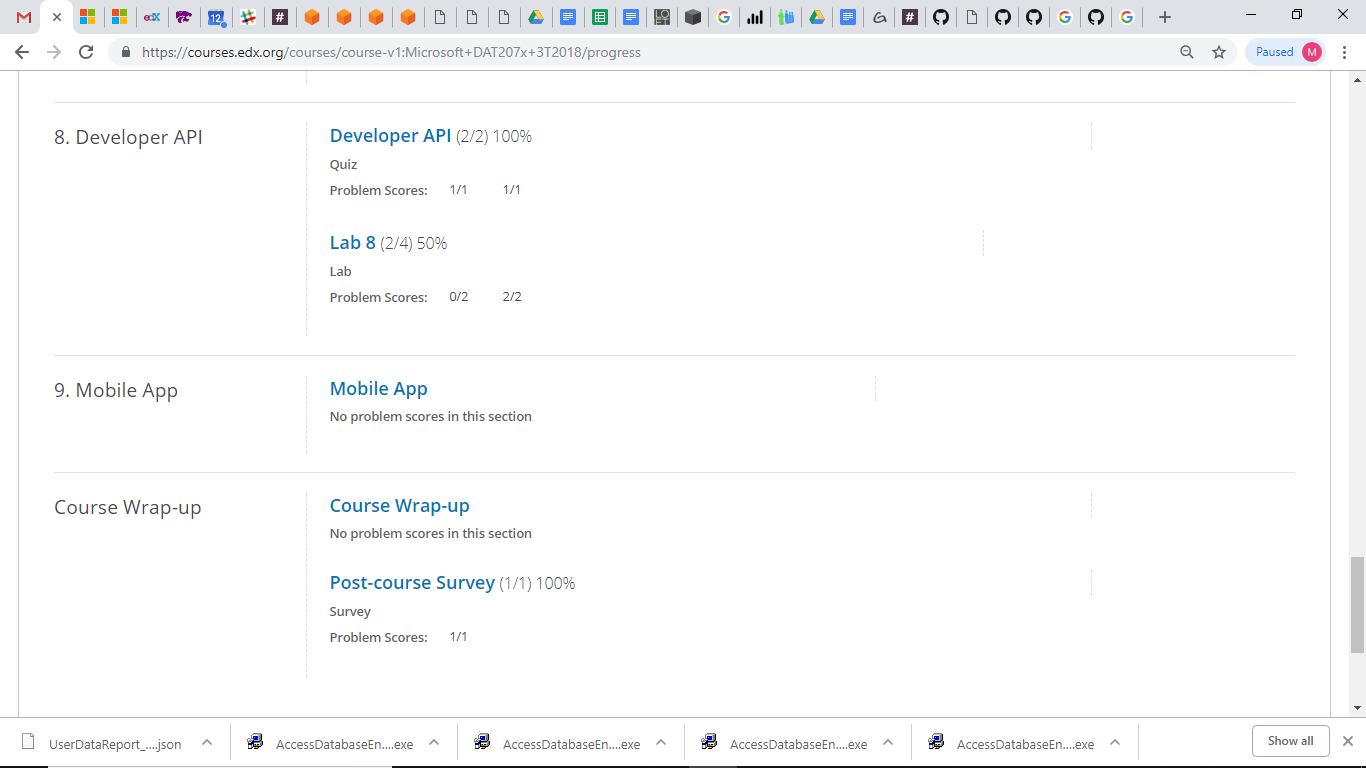 edX
12
https://courses.edx.org/courses/course-v1:Microsoft+DAT207x+3T2018/progress
Paused
M
8. Developer API
Developer API (2/2) 100%
Quiz
Problem Scores: 1/1 1/1
Lab 8 (2/4) 50%
Lab
Problem Scores: 0/2 2/2
9. Mobile App
Mobile App
No problem scores in this section
Course Wrap-up
Course Wrap-up
No problem scores in this section
Post-course Survey (1/1) 100%
Survey
Problem Scores: 1/1
UserDataReport_....json
AccessDatabaseEn....exe
AccessDatabaseEn....exe
AccessDatabaseEn....exe
AccessDatabaseEn....exe
Show all